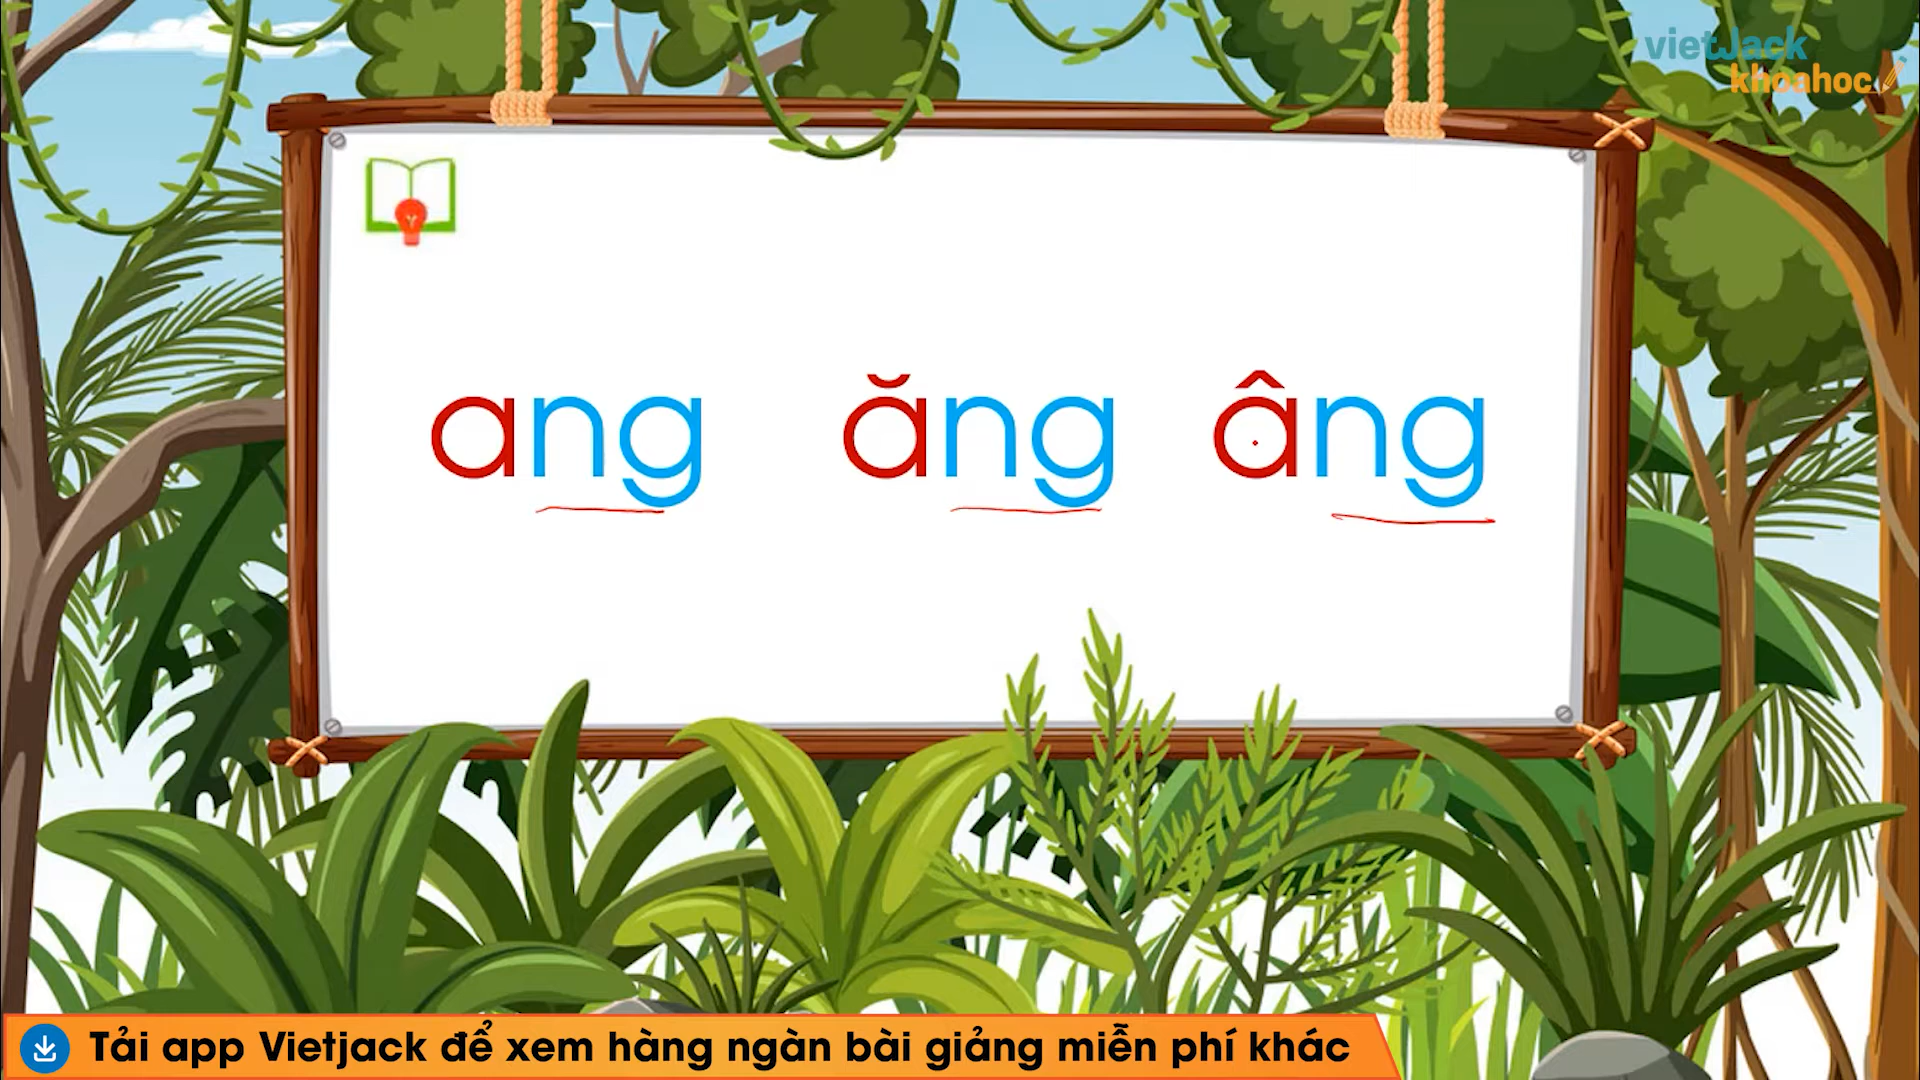 vietJack
khoahoc
ang ăng âng
Tải app Vietjack để xem hàng ngàn bài giảng miễn phí khác